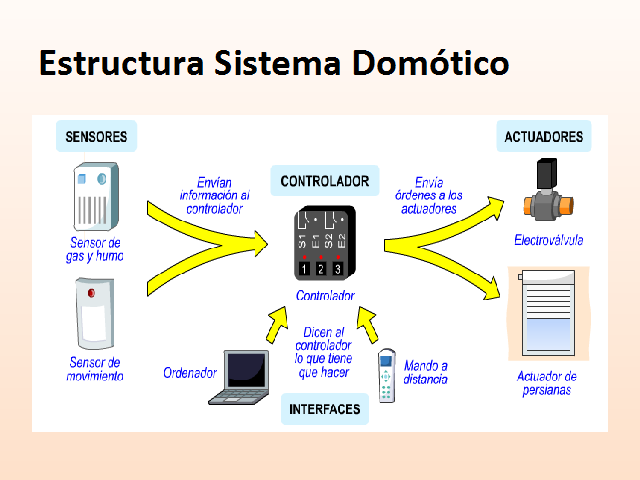 Estructura Sistema Domótico
SENSORES
ACTUADORES
Envían
información al
controlador
CONTROLADOR
Envía
órdenes a los
actuadores
Sensor de
gas y humo
S1
E1
S2
E2
1
2
3
Electroválvula
Controlador
Sensor de
movimiento
Ordenador
Dicen al
controlador
lo que tiene
que hacer
Mando a
distancia
Actuador de
persianas
INTERFACES